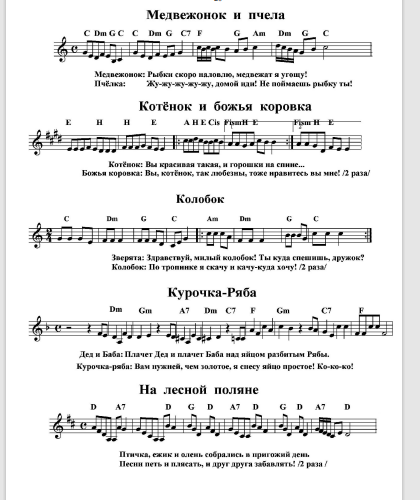 Медвежонок и пчела
C Dm G C C Dm G C7 F G Am Dm G C
Медвежонок: Рыбки скоро наловлю, медвежат я угощу!
Пчёлка: Жу-жу-жу-жу-жу, домой иди! Не поймаешь рыбку ты!
Котёнок и божья коровка
E H H E A H E Cis Fism H E Fism H E
Котёнок: Вы красивая такая, и горошки на спине...
Божья коровка: Вы, котёнок, так любезны, тоже нравитесь вы мне! /2 раза/
Колобок
C Dm G C Am Dm G C
Зверята: Здравствуй, милый колобок! Ты куда спешишь, дружок?
Колобок: По тропинке я скачу и качу-куда хочу! /2 раза/
Курочка-Ряба
Dm Gm A7 Dm Cm F Gm C7 F
Дед и Баба: Плачет Дед и плачет Баба над яйцом разбитым Рябы.
Курочка-ряба: Вам нужней, чем золотое, я снесу яйцо простое! Ко-ко-ко!
На лесной поляне
D A7 D G D A7 D G D A7 D
Птичка, ежик и олень собрались в пригожий день
Песни петь и плясать, и друг друга забавлять! /2 раза /